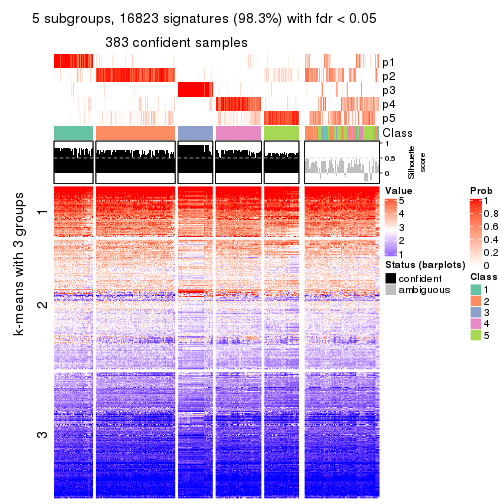 5 subgroups, 16823 signatures (98.3%) with fdr < 0.05
383 confident samples
p1
p2
p3
p4
p5
Class
1
0.5
0
Silhouette
score
k-means with 3 groups
1
2
3
Value
5
4
3
2
1
Status (barplots)
confident
ambiguous
Prob
1
0.8
0.6
0.4
0.2
0
Class
1
2
3
4
5